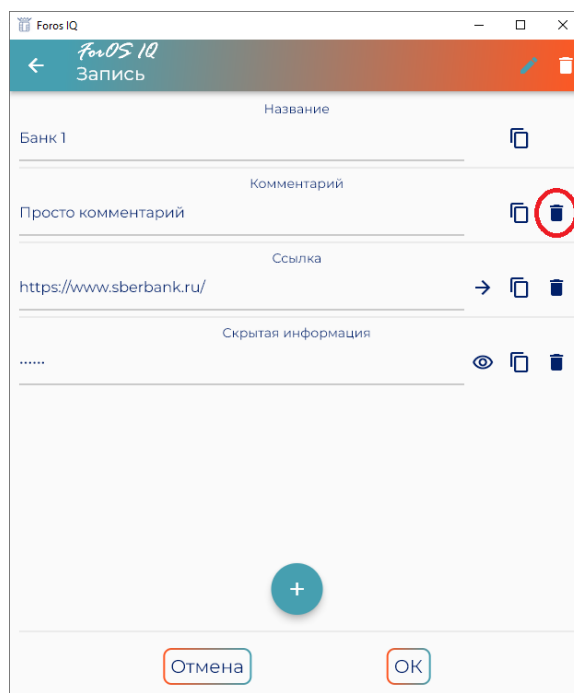 Foros IQ
ForOS IQ
Запись
Название
Банк 1
Комментарий
Просто комментарий
Ссылка
https://www.sberbank.ru/
Скрытая информация
······
+
Отмена
ОК